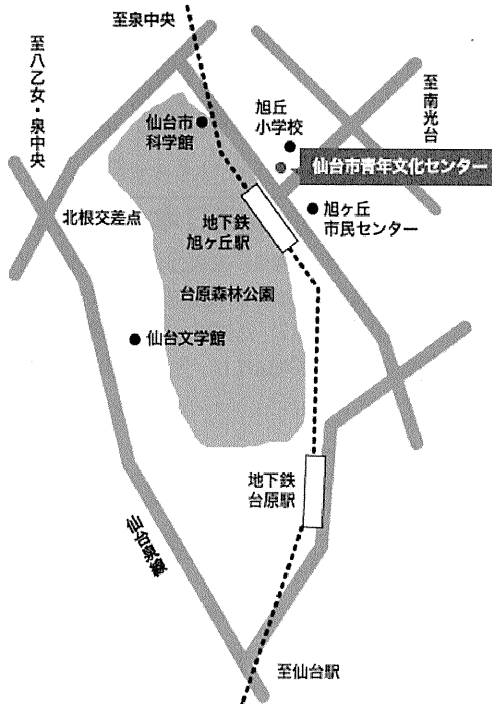 至泉中央
至八乙女・泉中央
仙台市
科学館
旭丘
小学校
至南光台
仙台市青年文化センター
北根交差点
地下鉄
旭ヶ丘駅
旭ヶ丘
市民センター
台原森林公園
仙台文学館
地下鉄
台原駅
仙台泉線
至仙台駅